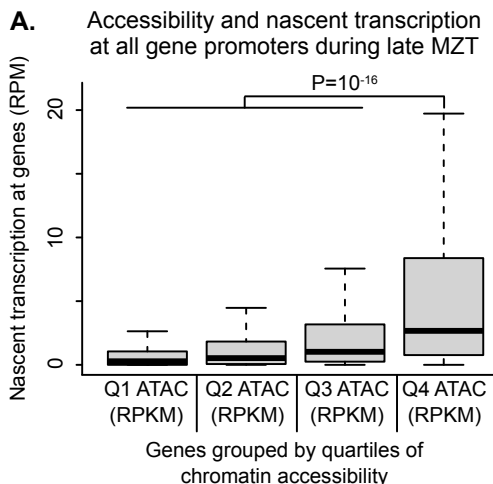 A.
Accessibility and nascent transcription
at all gene promoters during late MZT
P=10⁻¹⁶
Nascent transcription at genes (RPM)
20
10
0
Q1 ATAC
(RPKM)
Q2 ATAC
(RPKM)
Q3 ATAC
(RPKM)
Q4 ATAC
(RPKM)
Genes grouped by quartiles of
chromatin accessibility